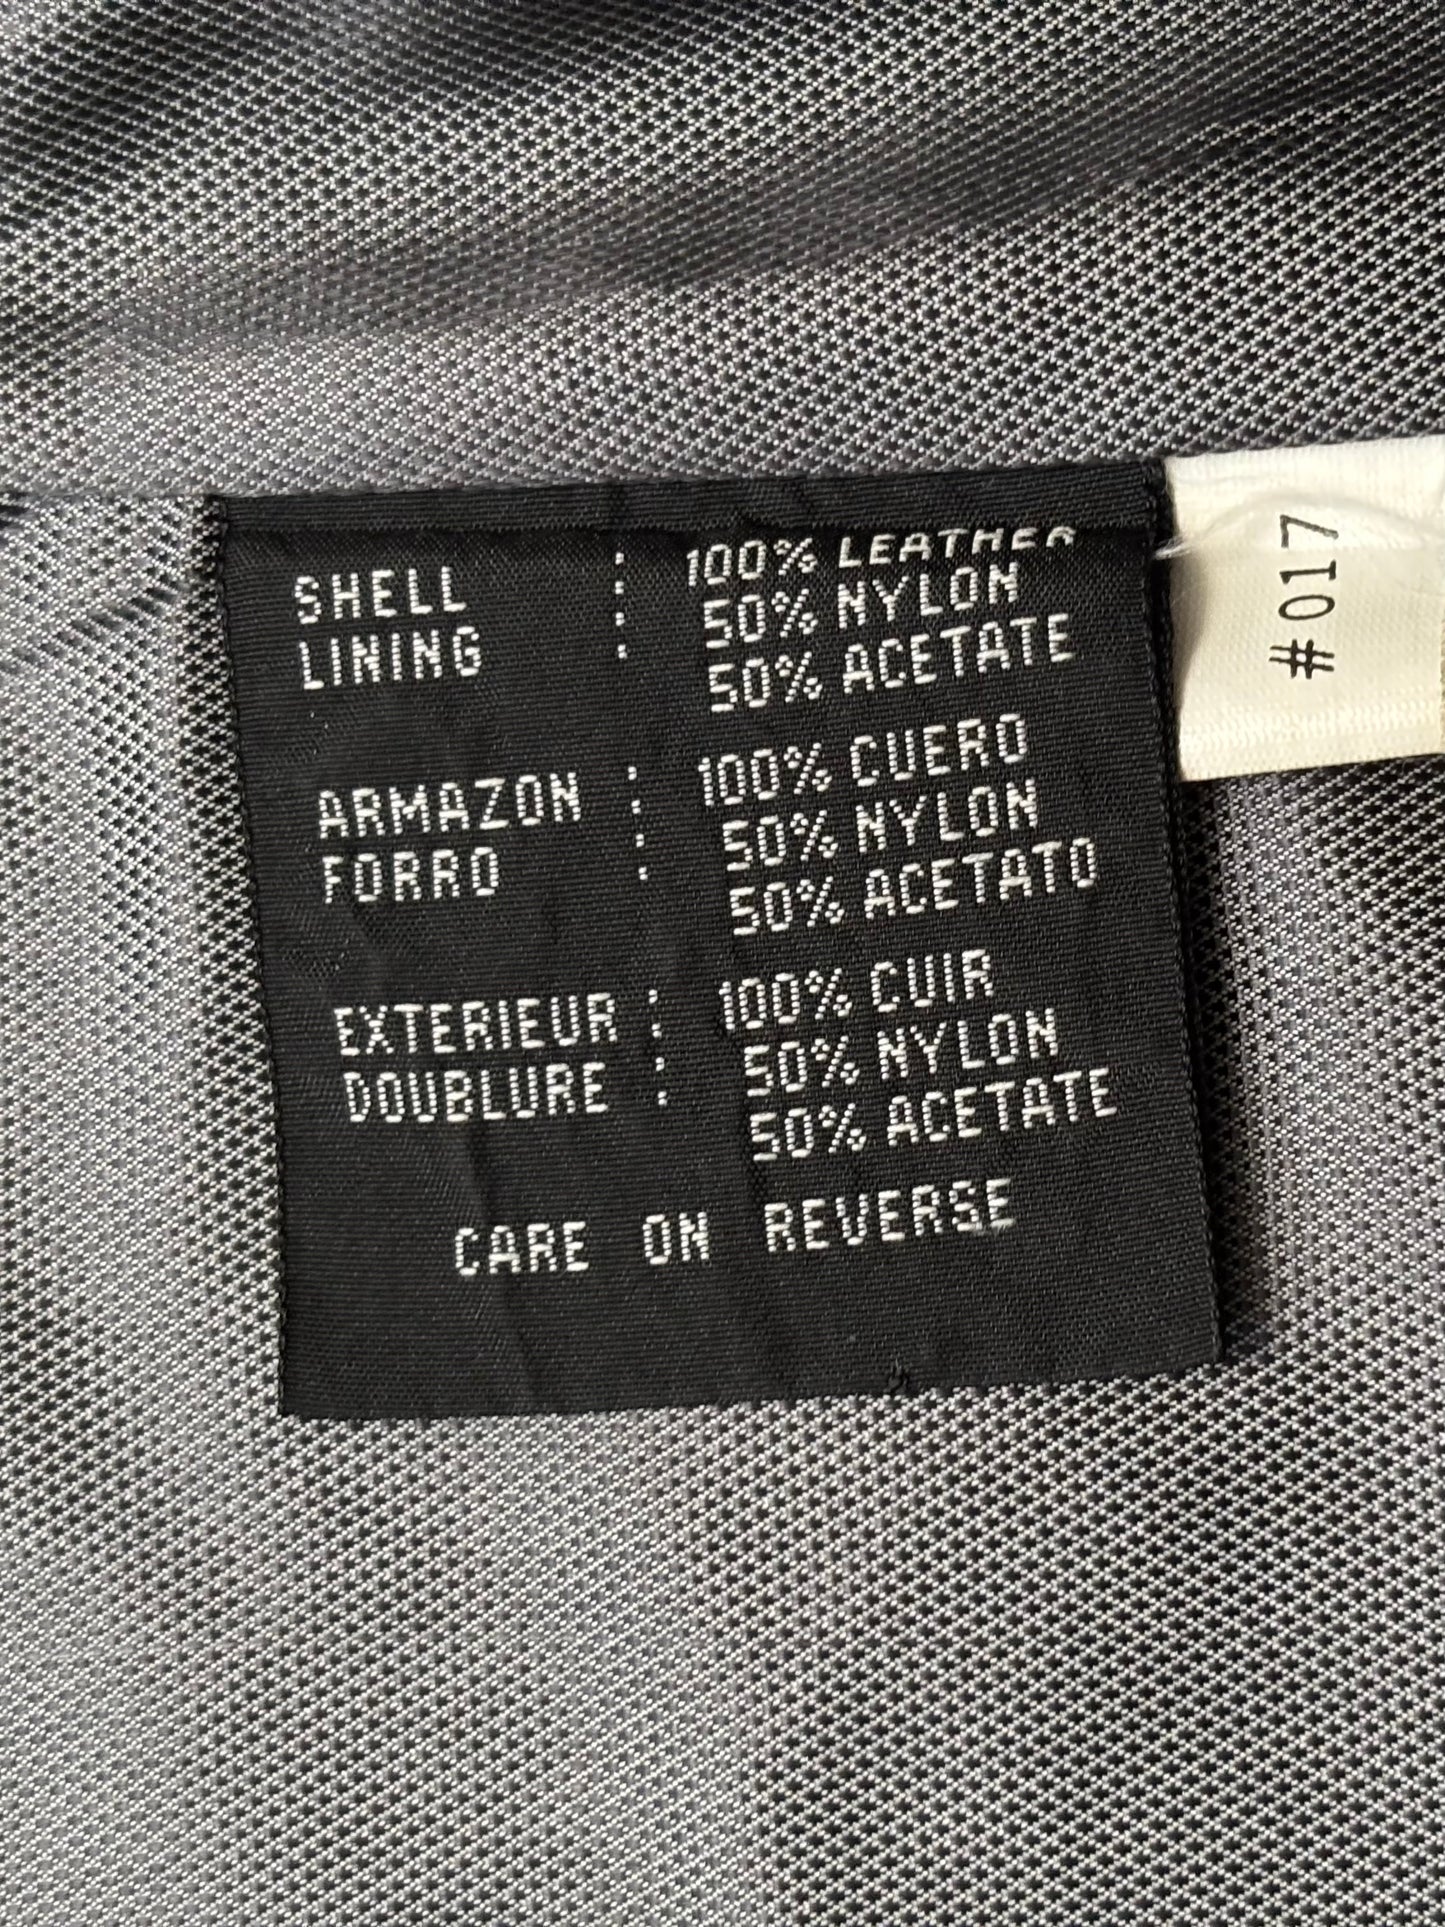 SHELL : 100% LEATHER
LINING : 50% NYLON
50% ACETATE
ARMAZON : 100% CUERO
FORRO : 50% NYLON
50% ACETATO
EXTERIEUR : 100% CUIR
DOUBLURE : 50% NYLON
50% ACETATE
CARE ON REVERSE
#017